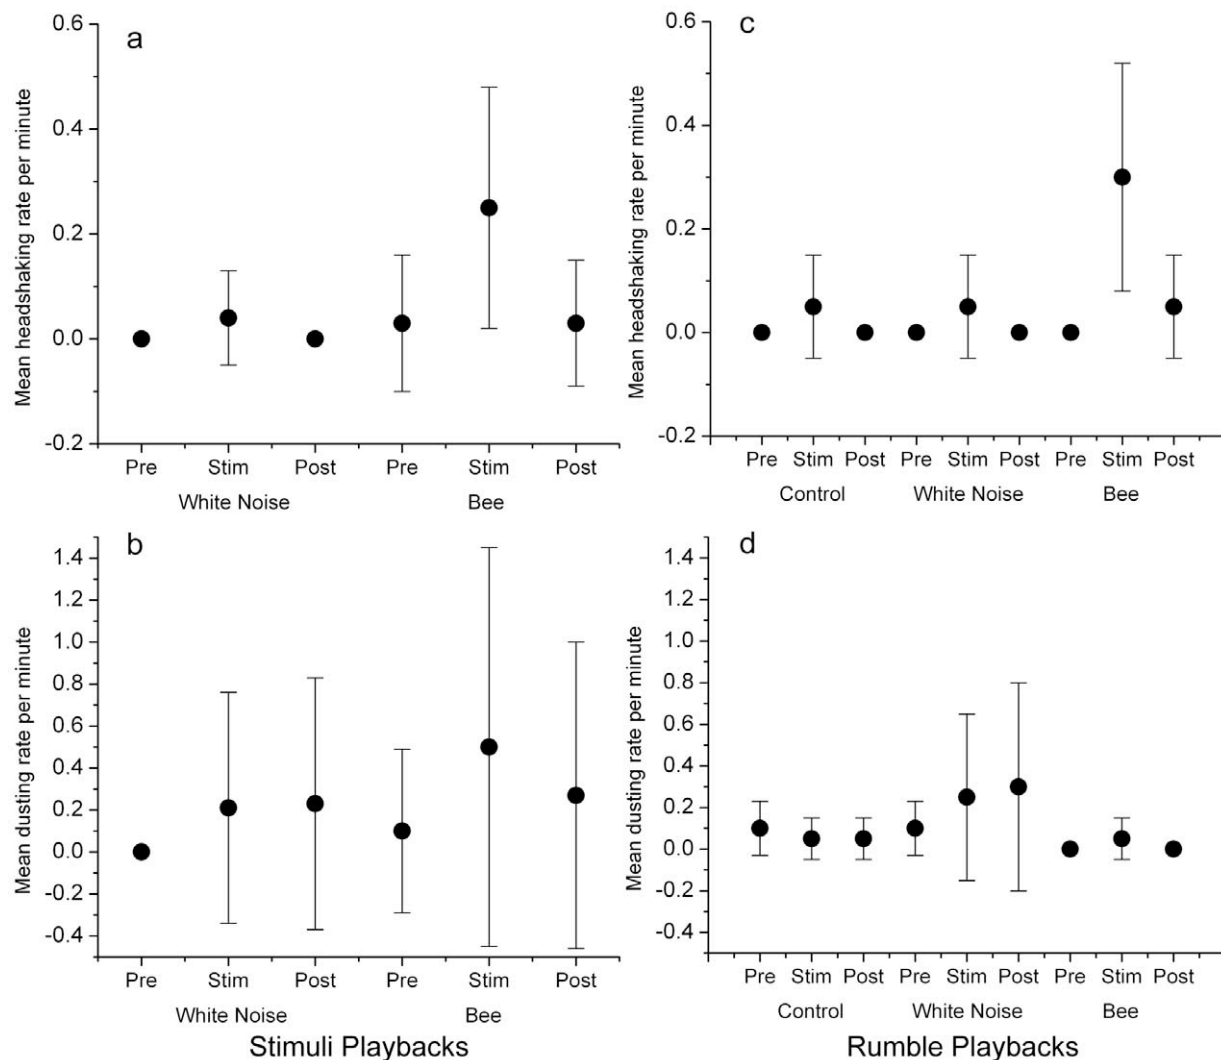 a
Mean headshaking rate per minute
0.6
0.4
0.2
0.0
-0.2
Pre Stim Post Pre Stim Post
White Noise Bee
c
Mean headshaking rate per minute
0.6
0.4
0.2
0.0
-0.2
Pre Stim Post Pre Stim Post Pre Stim Post
Control White Noise Bee
b
Mean dusting rate per minute
1.4
1.2
1.0
0.8
0.6
0.4
0.2
0.0
-0.2
-0.4
Pre Stim Post Pre Stim Post
White Noise Bee
Stimuli Playbacks
d
Mean dusting rate per minute
1.4
1.2
1.0
0.8
0.6
0.4
0.2
0.0
-0.2
-0.4
Pre Stim Post Pre Stim Post Pre Stim Post
Control White Noise Bee
Rumble Playbacks